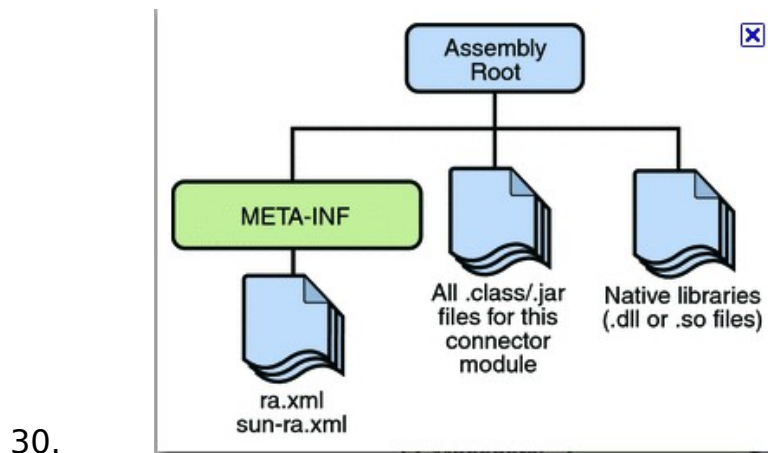 Assembly
Root
META-INF
All .class/.jar
files for this
connector
module
Native libraries
(.dll or .so files)
ra.xml
sun-ra.xml
30.